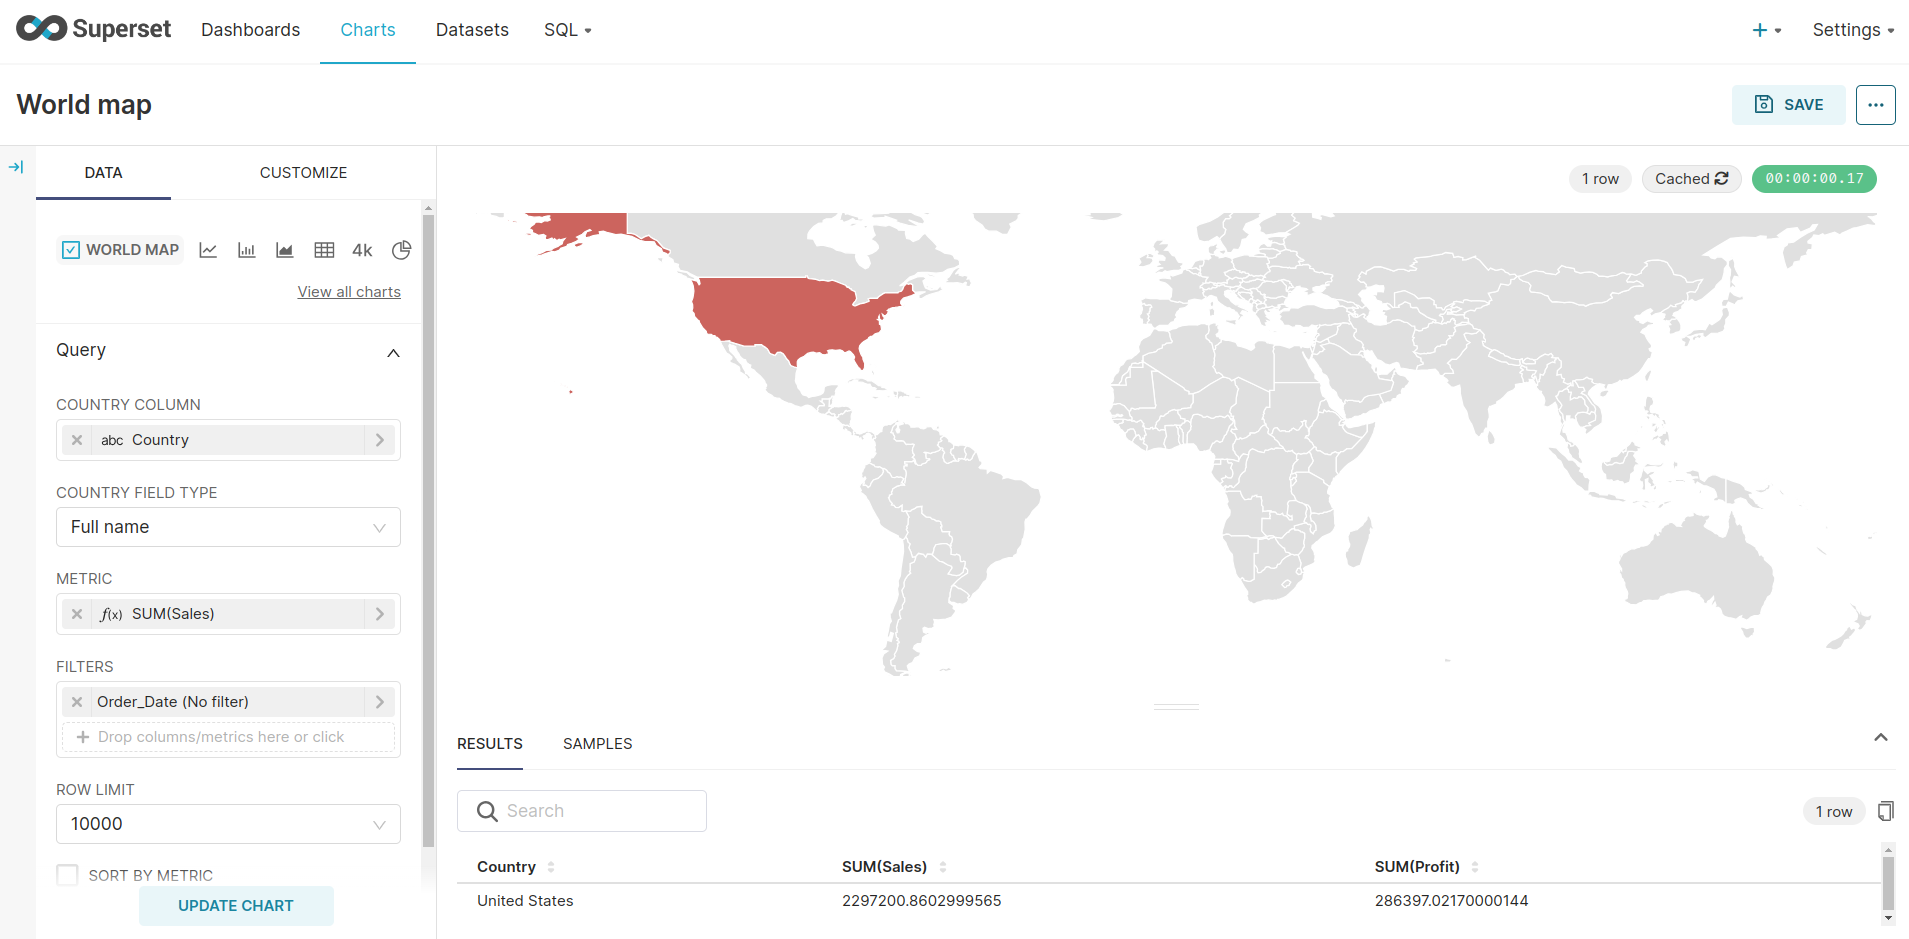 Superset Dashboards Charts Datasets SQL Settings
World map
SAVE
DATA CUSTOMIZE
1 row Cached 00:00:00.17
WORLD MAP 4k
View all charts
Query
COUNTRY COLUMN
abc Country
COUNTRY FIELD TYPE
Full name
METRIC
f(x) SUM(Sales)
FILTERS
Order_Date (No filter)
+ Drop columns/metrics here or click
ROW LIMIT
10000
SORT BY METRIC
UPDATE CHART
RESULTS SAMPLES
Search
1 row
Country SUM(Sales) SUM(Profit)
United States 2297200.8602999565 286397.02170000144